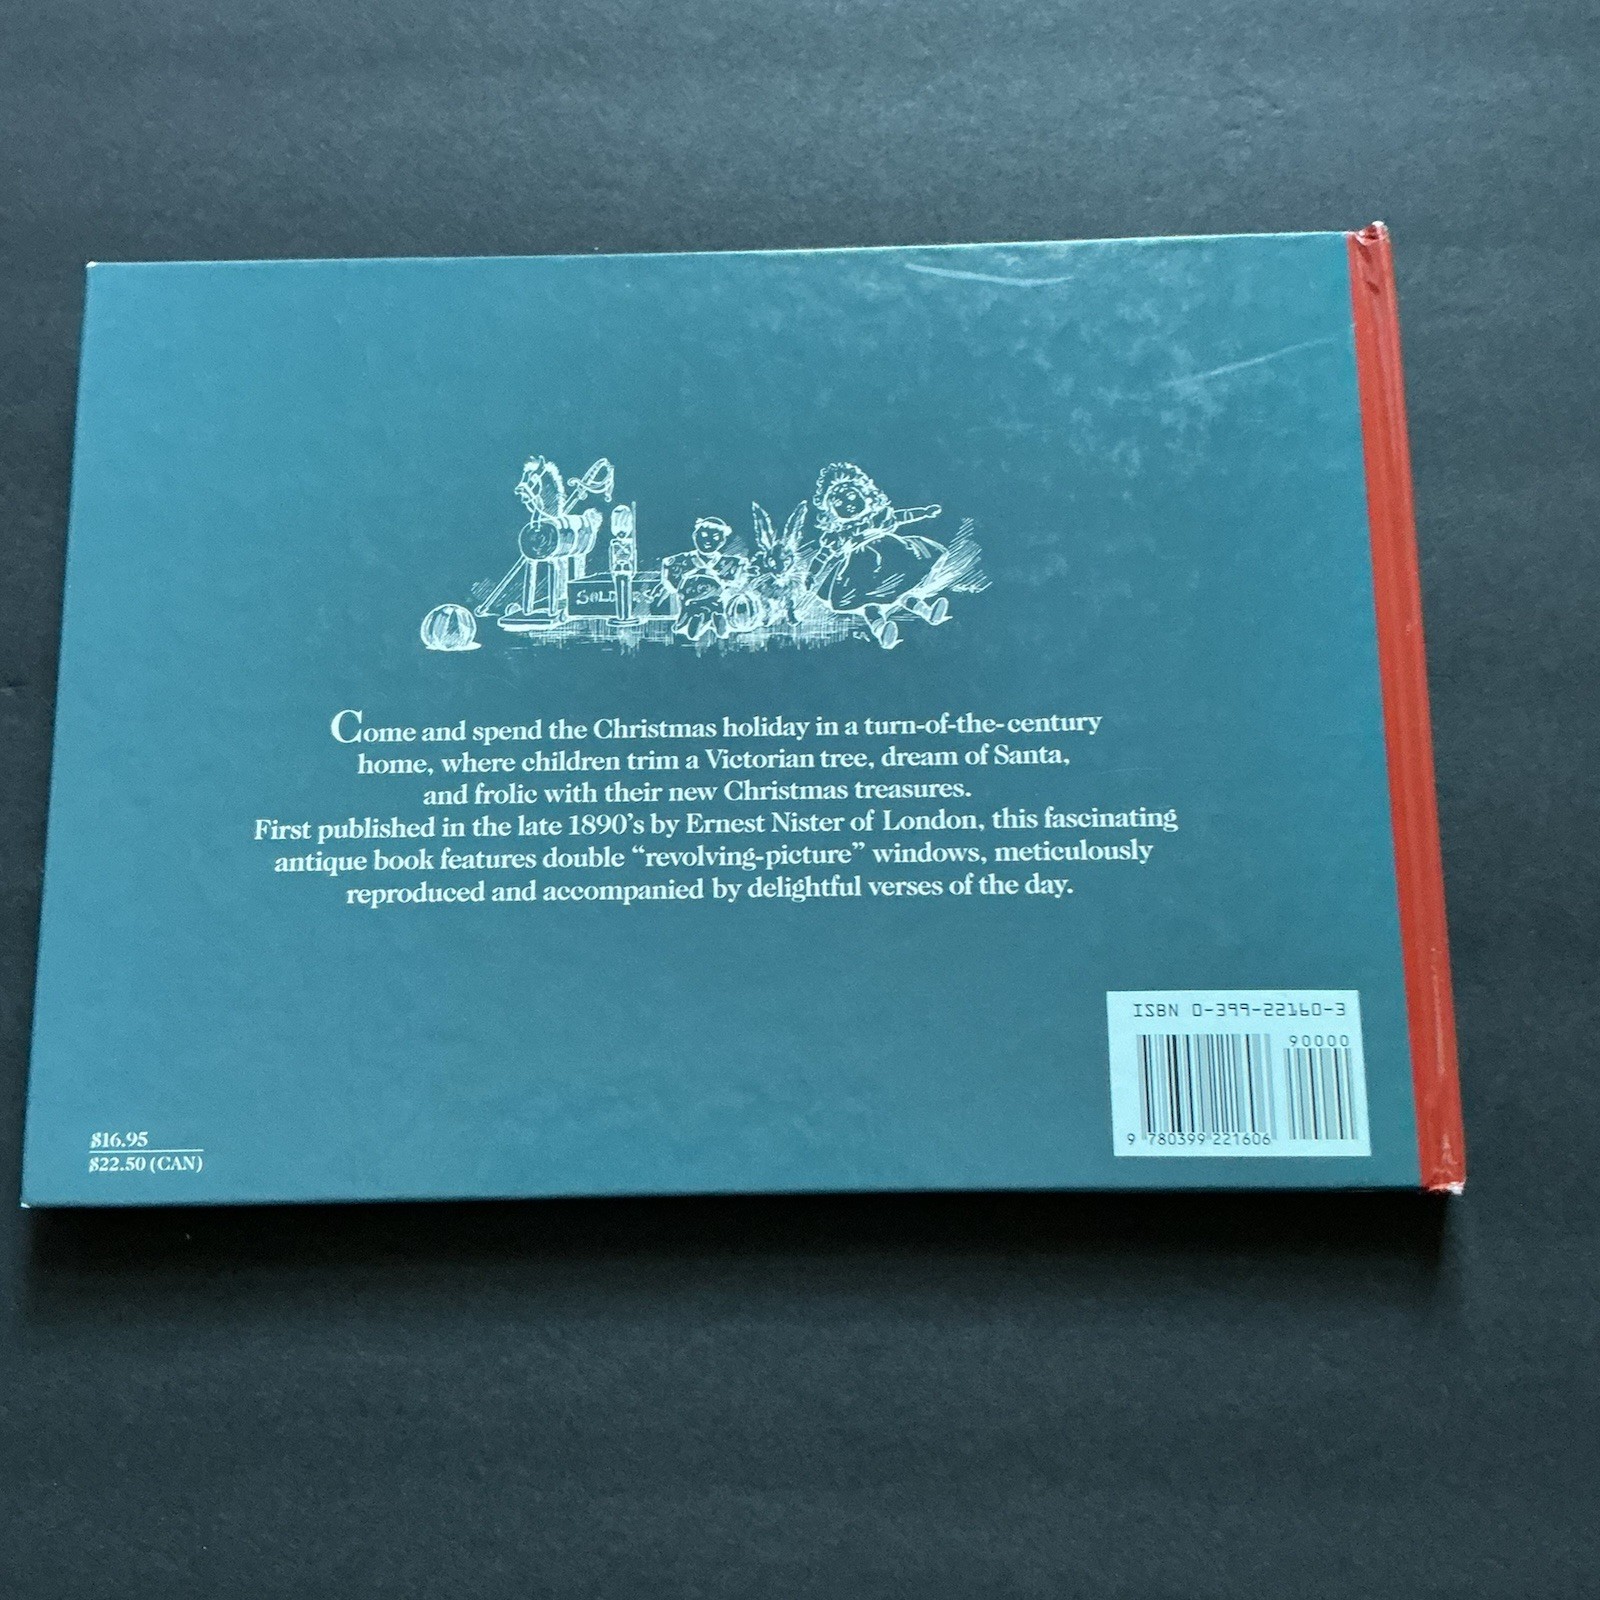 SOLDIERS
Come and spend the Christmas holiday in a turn-of-the-century
home, where children trim a Victorian tree, dream of Santa,
and frolic with their new Christmas treasures.
First published in the late 1890's by Ernest Nister of London, this fascinating
antique book features double “revolving-picture” windows, meticulously
reproduced and accompanied by delightful verses of the day.
ISBN 0-399-22160-3
90000
9 780399 221606
$16.95
$22.50 (CAN)